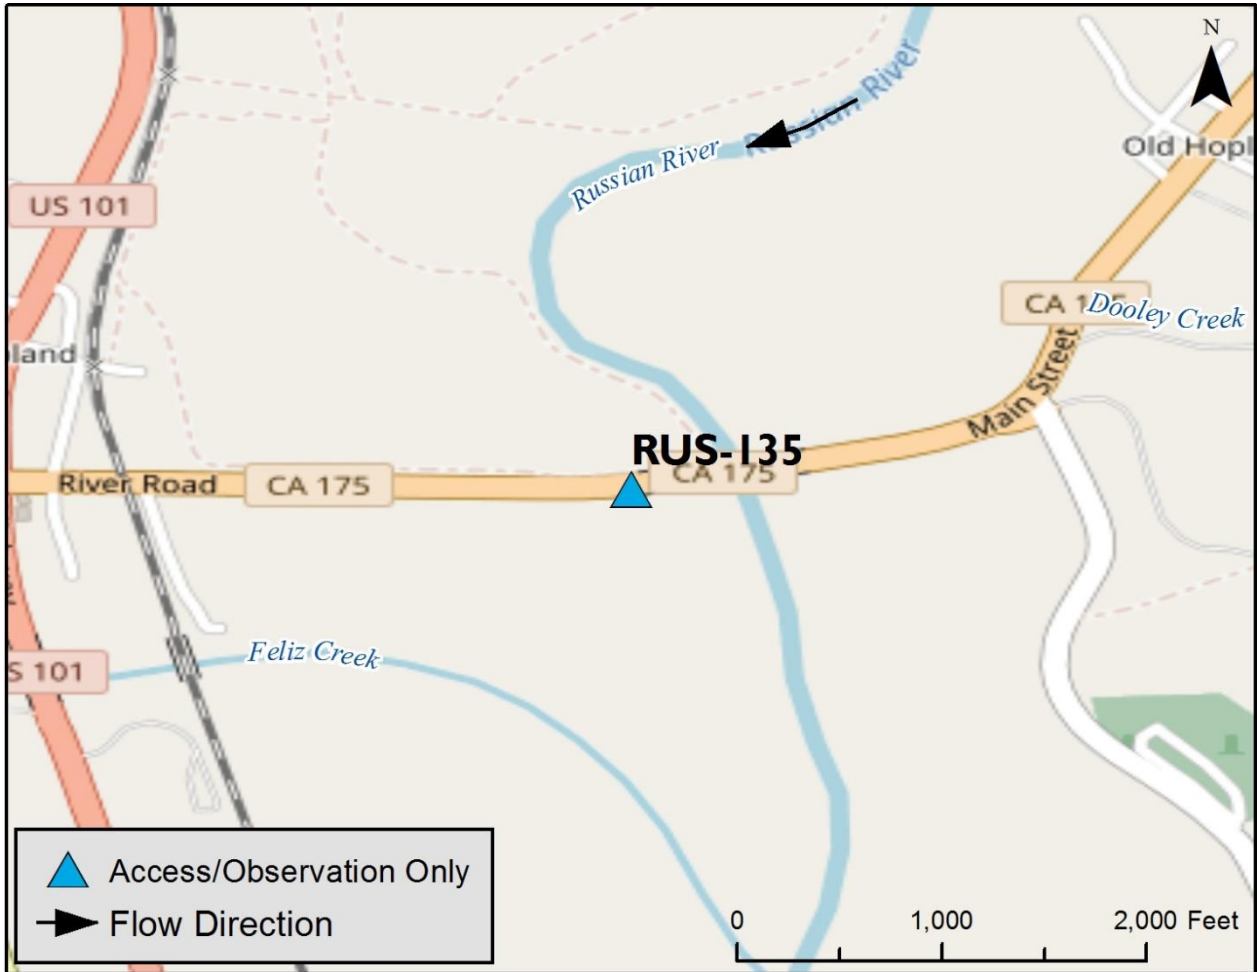 N
Russian River
Old Hopl
US 101
Russian River
CA 175
Dooley Creek
land
Main Street
RUS-135
CA 175
River Road
CA 175
Feliz Creek
S 101
Access/Observation Only
Flow Direction
0 1,000 2,000 Feet